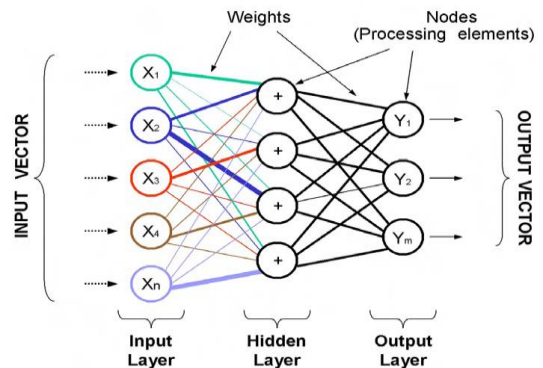 Weights
Nodes
(Processing elements)
INPUT VECTOR
X1
X2
X3
X4
Xn
+
+
+
+
Y1
Y2
Ym
OUTPUT VECTOR
Input
Layer
Hidden
Layer
Output
Layer